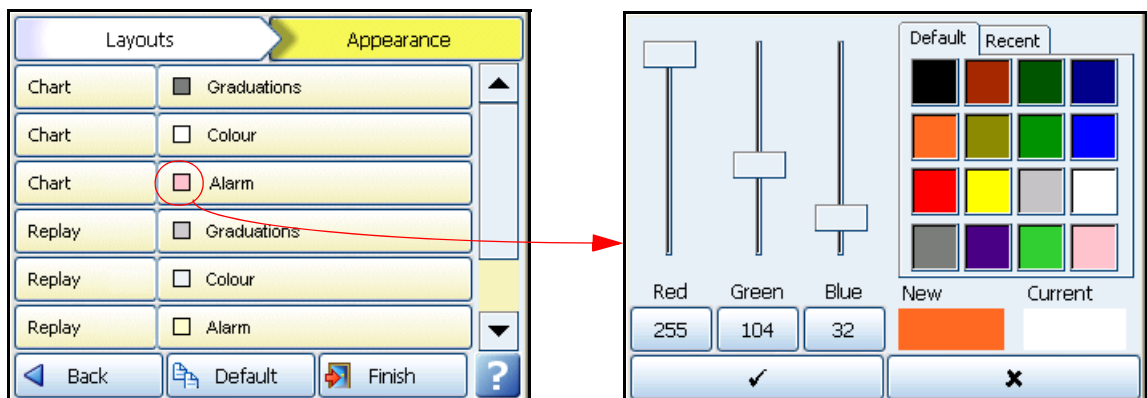 Layouts Appearance
Chart Graduations
Chart Colour
Chart Alarm
Replay Graduations
Replay Colour
Replay Alarm
Back Default Finish ?
Default Recent
Red Green Blue New Current
255 104 32